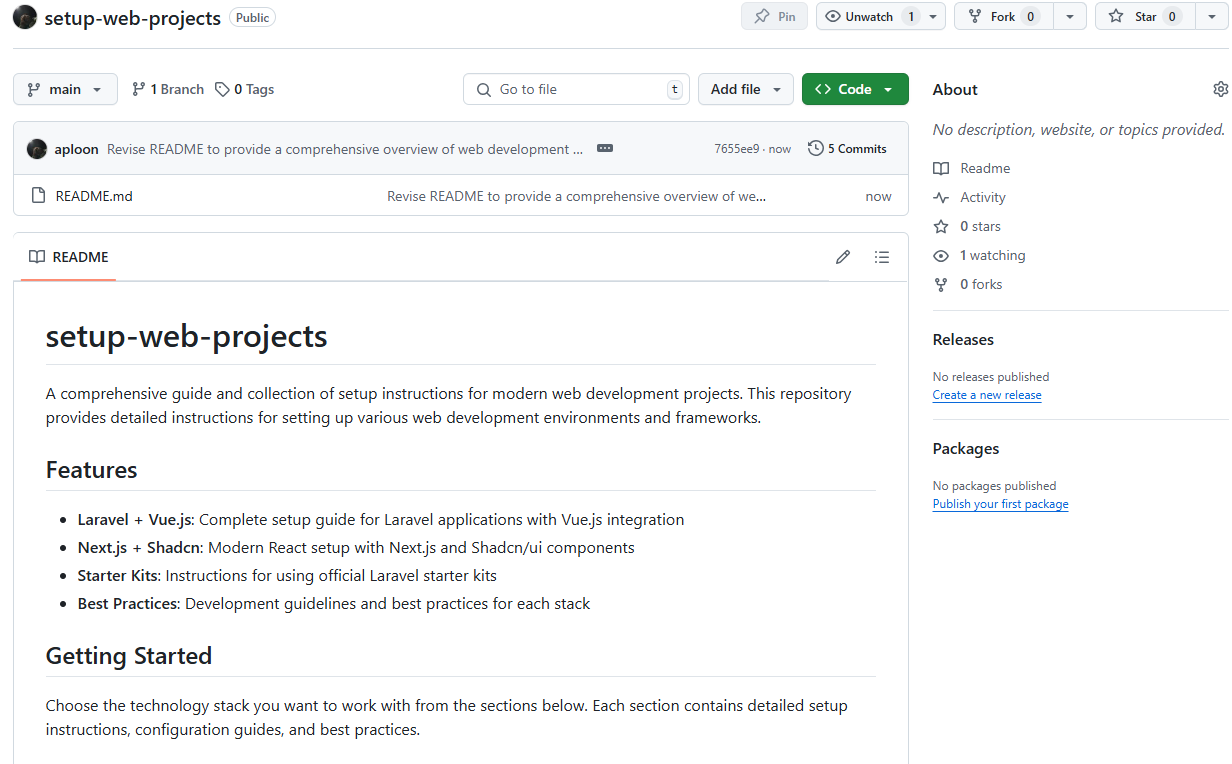 setup-web-projects Public Pin Unwatch 1 Fork 0 Star 0
main 1 Branch 0 Tags Go to file t Add file Code
aploon Revise README to provide a comprehensive overview of web development ... 7655ee9 · now 5 Commits
README.md Revise README to provide a comprehensive overview of we... now
README
setup-web-projects
A comprehensive guide and collection of setup instructions for modern web development projects. This repository
provides detailed instructions for setting up various web development environments and frameworks.
Features
• Laravel + Vue.js: Complete setup guide for Laravel applications with Vue.js integration
• Next.js + Shadcn: Modern React setup with Next.js and Shadcn/ui components
• Starter Kits: Instructions for using official Laravel starter kits
• Best Practices: Development guidelines and best practices for each stack
Getting Started
Choose the technology stack you want to work with from the sections below. Each section contains detailed setup
instructions, configuration guides, and best practices.
About
No description, website, or topics provided.
Readme
Activity
0 stars
1 watching
0 forks
Releases
No releases published
Create a new release
Packages
No packages published
Publish your first package